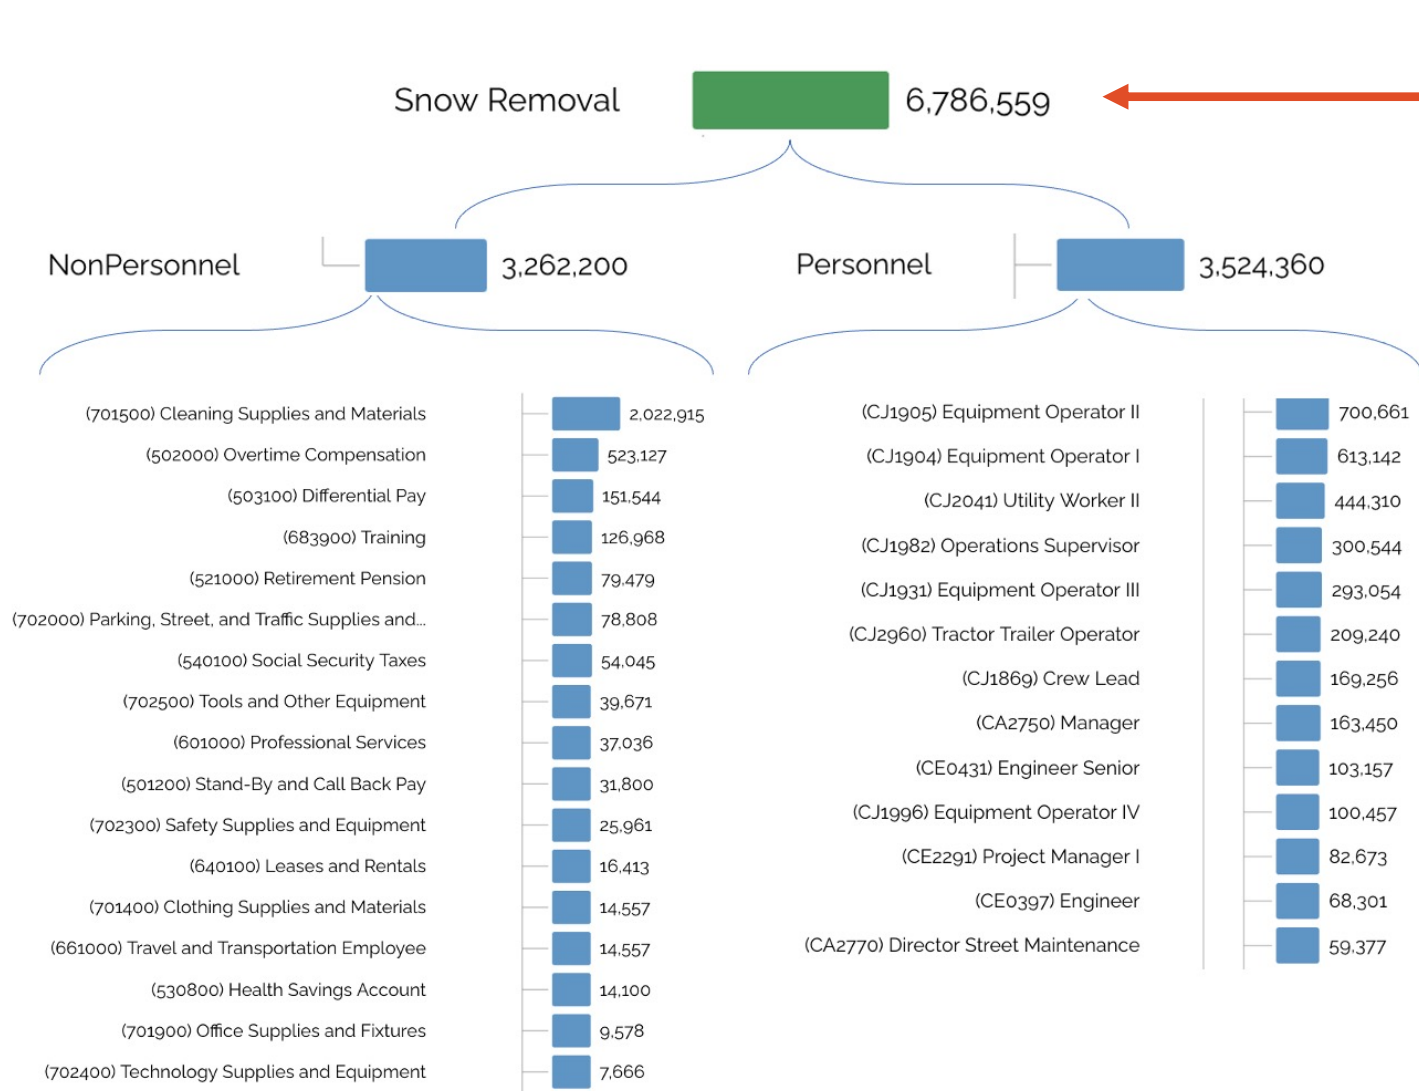 Snow Removal 6,786,559
NonPersonnel 3,262,200
Personnel 3,524,360
(701500) Cleaning Supplies and Materials 2,022,915
(502000) Overtime Compensation 523,127
(503100) Differential Pay 151,544
(683900) Training 126,968
(521000) Retirement Pension 79,479
(702000) Parking, Street, and Traffic Supplies and... 78,808
(540100) Social Security Taxes 54,045
(702500) Tools and Other Equipment 39,671
(601000) Professional Services 37,036
(501200) Stand-By and Call Back Pay 31,800
(702300) Safety Supplies and Equipment 25,961
(640100) Leases and Rentals 16,413
(701400) Clothing Supplies and Materials 14,557
(661000) Travel and Transportation Employee 14,557
(530800) Health Savings Account 14,100
(701900) Office Supplies and Fixtures 9,578
(702400) Technology Supplies and Equipment 7,666
(CJ1905) Equipment Operator II 700,661
(CJ1904) Equipment Operator I 613,142
(CJ2041) Utility Worker II 444,310
(CJ1982) Operations Supervisor 300,544
(CJ1931) Equipment Operator III 293,054
(CJ2960) Tractor Trailer Operator 209,240
(CJ1869) Crew Lead 169,256
(CA2750) Manager 163,450
(CE0431) Engineer Senior 103,157
(CJ1996) Equipment Operator IV 100,457
(CE2291) Project Manager I 82,673
(CE0397) Engineer 68,301
(CA2770) Director Street Maintenance 59,377